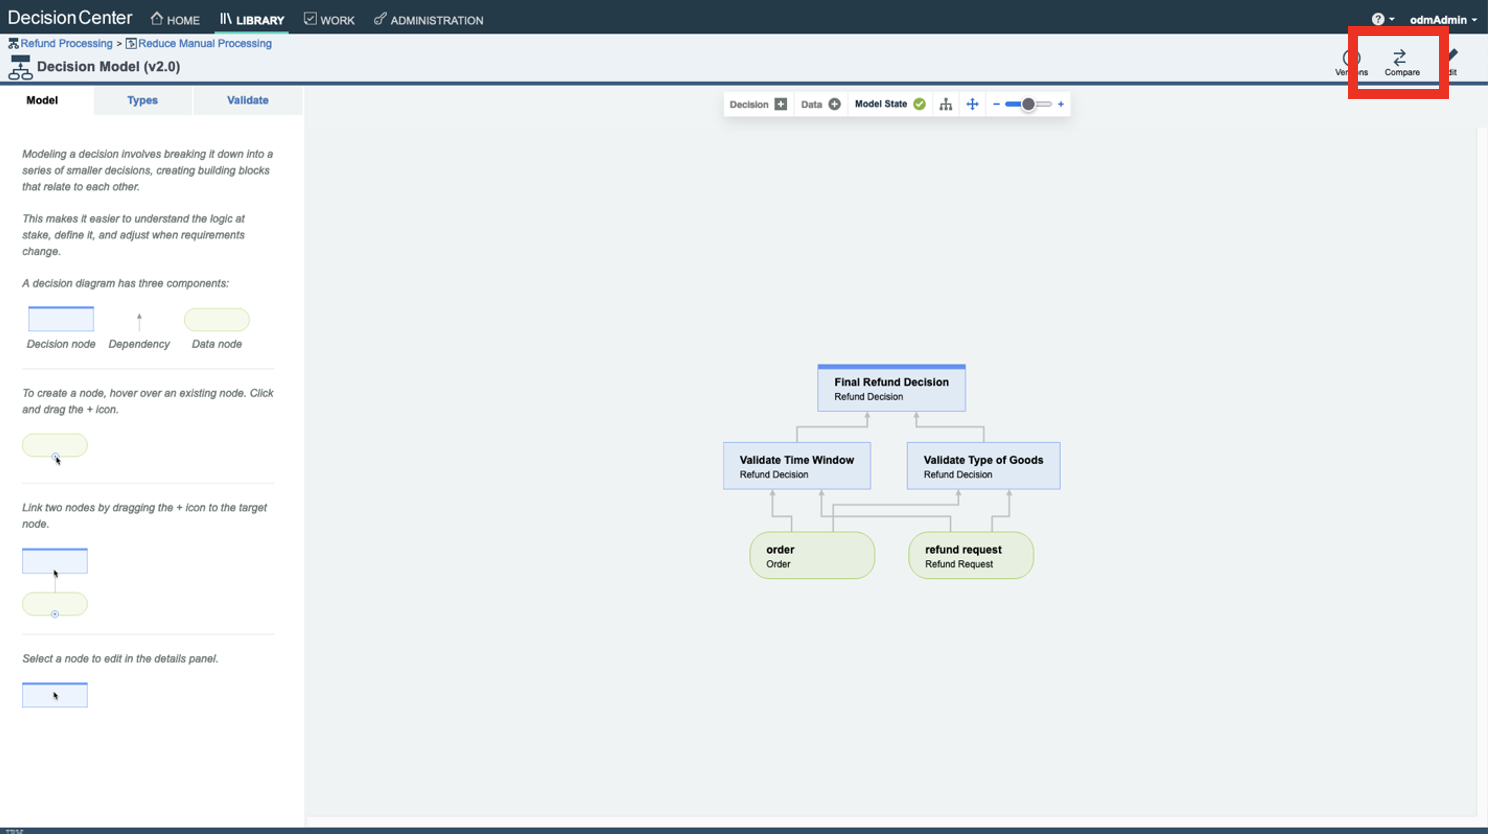 DecisionCenter HOME LIBRARY WORK ADMINISTRATION ? odmAdmin
Refund Processing > Reduce Manual Processing
Decision Model (v2.0)
Compare
Model Types Validate
Decision Data Model State
Modeling a decision involves breaking it down into a
series of smaller decisions, creating building blocks
that relate to each other.
This makes it easier to understand the logic at
stake, define it, and adjust when requirements
change.
A decision diagram has three components:
Decision node Dependency Data node
To create a node, hover over an existing node. Click
and drag the + icon.
Link two nodes by dragging the + icon to the target
node.
Select a node to edit in the details panel.
Final Refund Decision
Refund Decision
Validate Time Window
Refund Decision
Validate Type of Goods
Refund Decision
order
Order
refund request
Refund Request